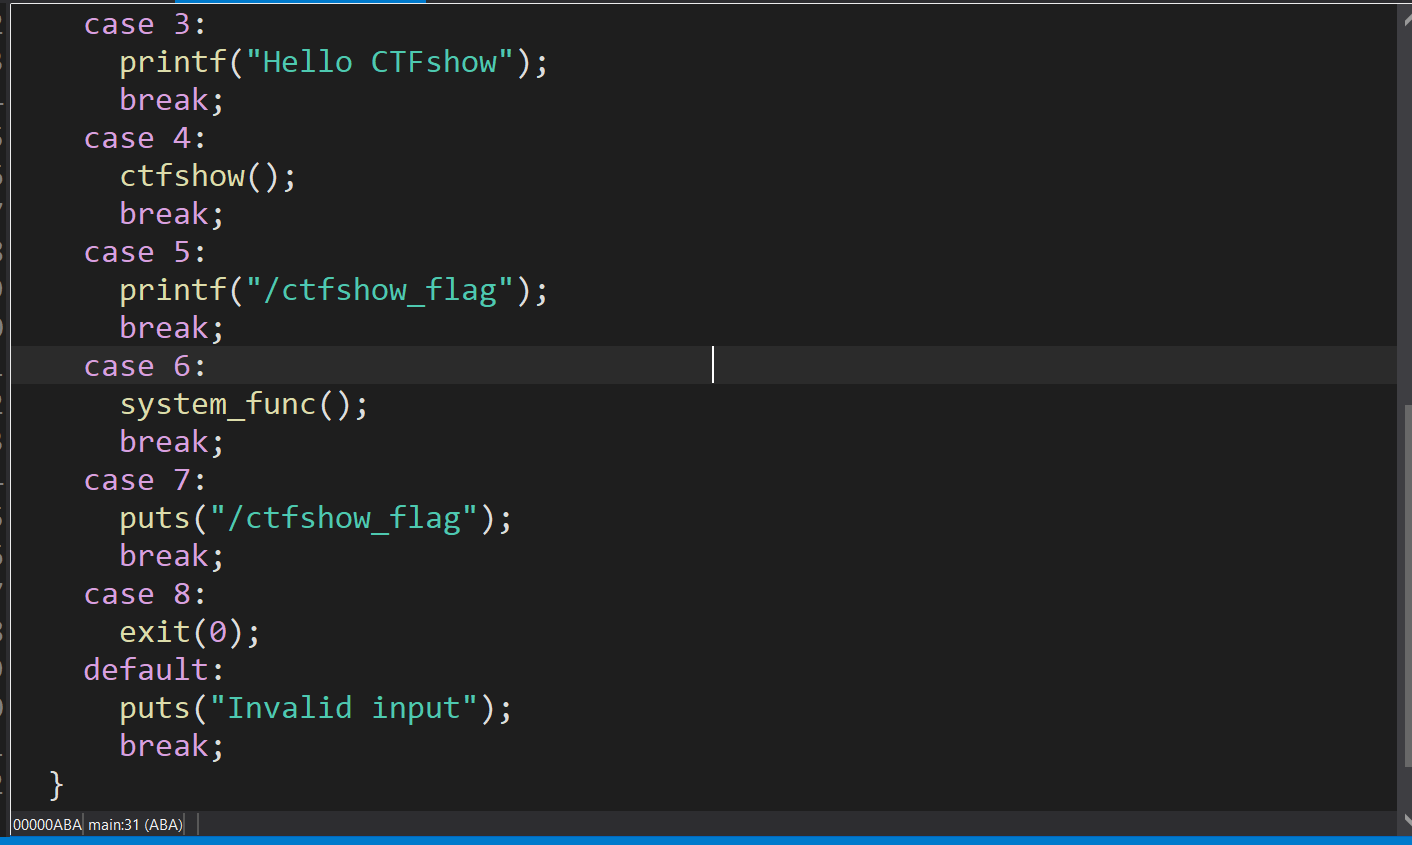 case 3:
printf("Hello CTFshow");
break;
case 4:
ctfshow();
break;
case 5:
printf("/ctfshow_flag");
break;
case 6:
system_func();
break;
case 7:
puts("/ctfshow_flag");
break;
case 8:
exit(0);
default:
puts("Invalid input");
break;
}
00000ABA main:31 (ABA)